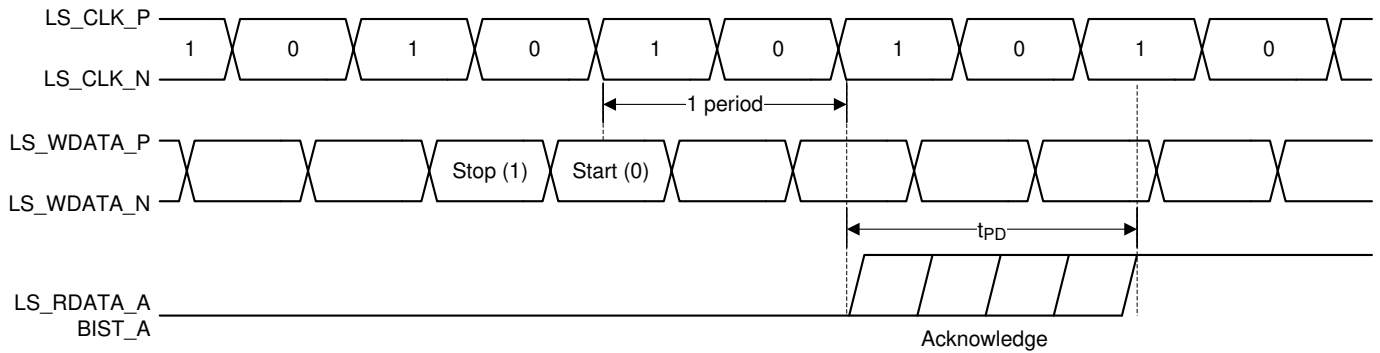 LS_CLK_P
1 0 1 0 1 0 1 0 1 0
LS_CLK_N
1 period
LS_WDATA_P
Stop (1) Start (0)
LS_WDATA_N
tPD
LS_RDATA_A
BIST_A
Acknowledge